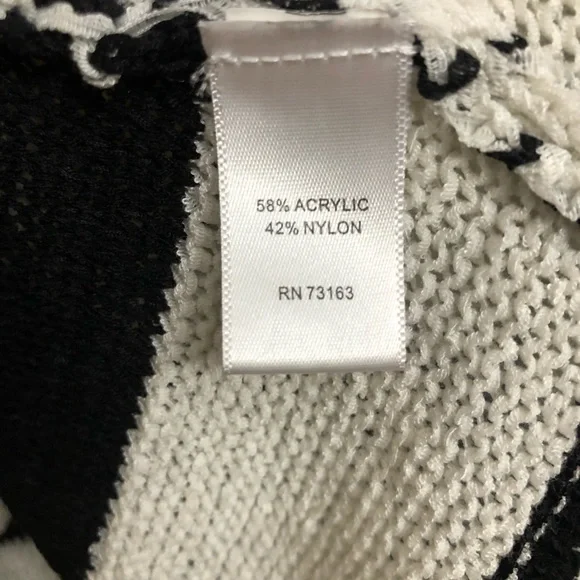 58% ACRYLIC
42% NYLON
RN 73163